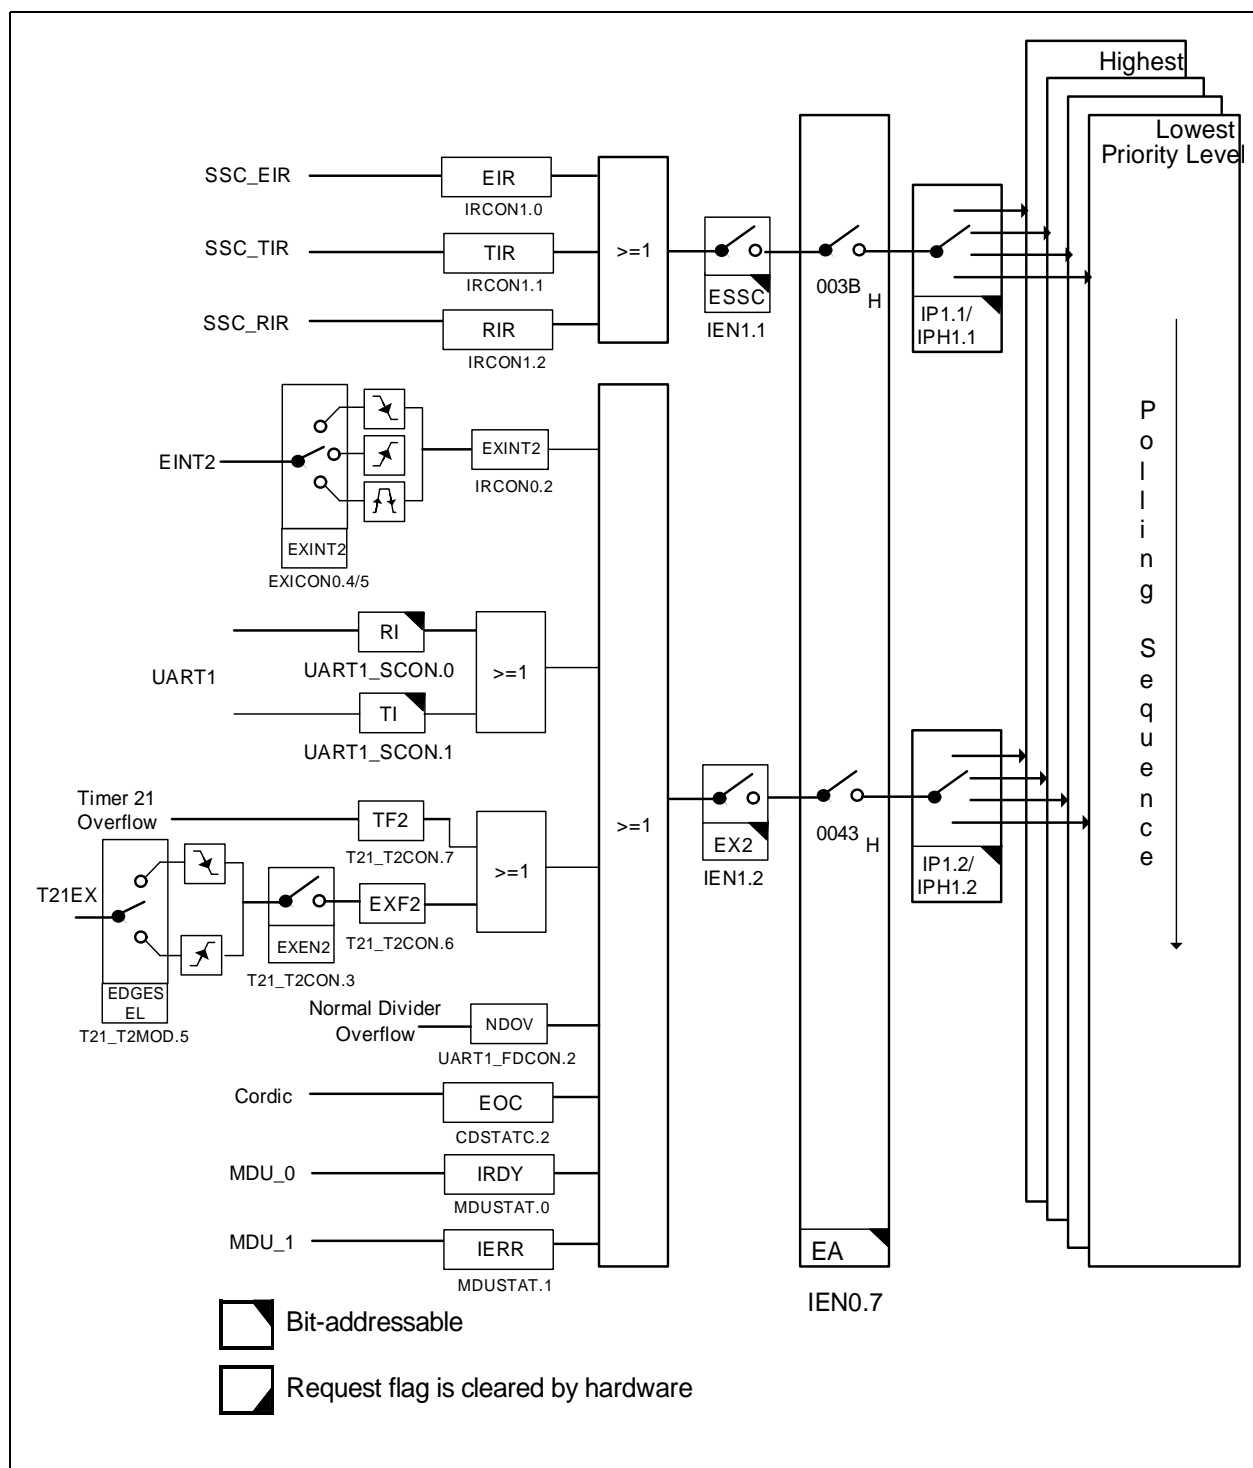 Highest
Lowest
Priority Level
SSC_EIR
EIR
IRCON1.0
SSC_TIR
TIR
IRCON1.1
SSC_RIR
RIR
IRCON1.2
>=1
ESSC
IEN1.1
003B H
IP1.1/
IPH1.1
EINT2
EXINT2
EXICON0.4/5
EXINT2
IRCON0.2
UART1
RI
UART1_SCON.0
TI
UART1_SCON.1
>=1
Timer 21
Overflow
TF2
T21_T2CON.7
T21EX
EDGES
EL
T21_T2MOD.5
EXEN2
T21_T2CON.3
EXF2
T21_T2CON.6
>=1
Normal Divider
Overflow
NDOV
UART1_FDCON.2
Cordic
EOC
CDSTATC.2
MDU_0
IRDY
MDUSTAT.0
MDU_1
IERR
MDUSTAT.1
>=1
EX2
IEN1.2
0043 H
IP1.2/
IPH1.2
EA
IEN0.7
Polling Sequence
Bit-addressable
Request flag is cleared by hardware